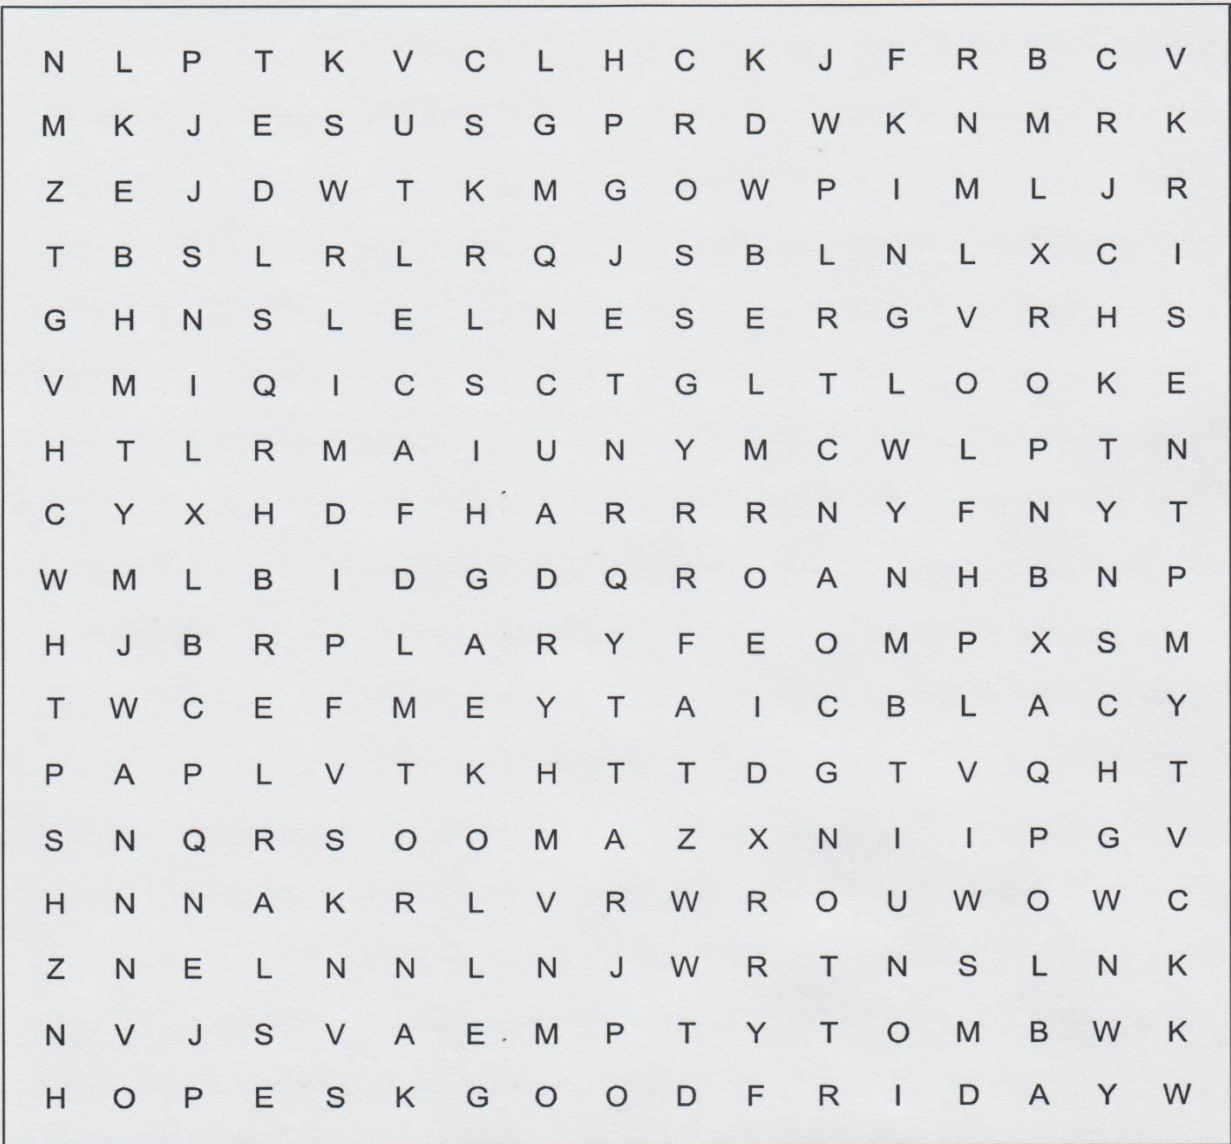 N L P T K V C L H C K J F R B C V
M K J E S U S G P R D W K N M R K
Z E J D W T K M G O W P I M L J R
T B S L R L R Q J S B L N L X C I
G H N S L E L N E S E R G V R H S
V M I Q I C S C T G L T L O O K E
H T L R M A I U N Y M C W L P T N
C Y X H D F H A R R R N Y F N Y T
W M L B I D G D Q R O A N H B N P
H J B R P L A R Y F E O M P X S M
T W C E F M E Y T A I C B L A C Y
P A P L V T K H T T D G T V Q H T
S N Q R S O O M A Z X N I I P G V
H N N A K R L V R W R O U W O W C
Z N E L N N L N J W R T N S L N K
N V J S V A E M P T Y T O M B W K
H O P E S K G O O D F R I D A Y W